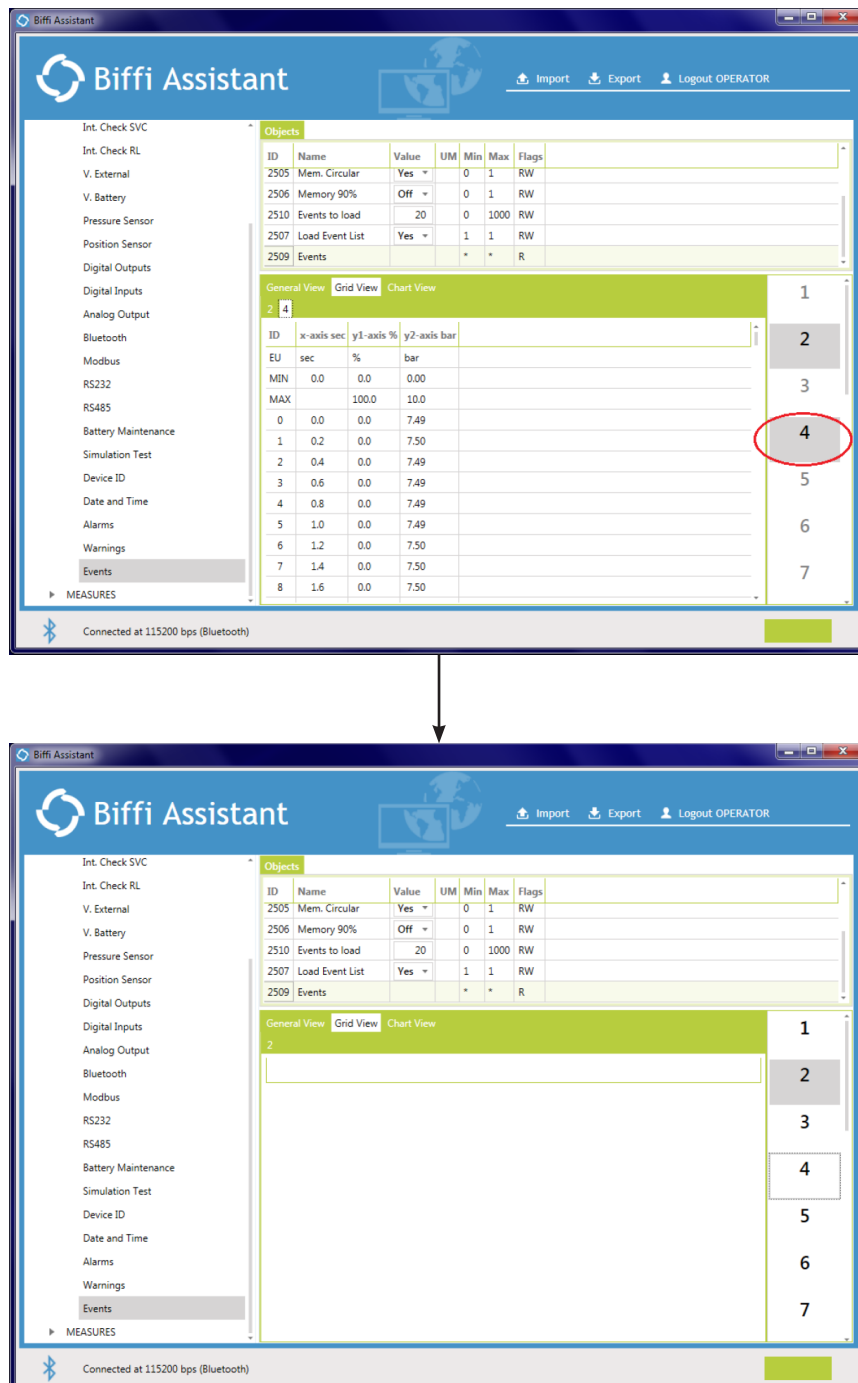 Biffi Assistant
Biffi Assistant
Import Export Logout OPERATOR
Int. Check SVC
Int. Check RL
V. External
V. Battery
Pressure Sensor
Position Sensor
Digital Outputs
Digital Inputs
Analog Output
Bluetooth
Modbus
RS232
RS485
Battery Maintenance
Simulation Test
Device ID
Date and Time
Alarms
Warnings
Events
MEASURES
Objects
ID Name Value UM Min Max Flags
2505 Mem. Circular Yes 0 1 RW
2506 Memory 90% Off 0 1 RW
2510 Events to load 20 0 1000 RW
2507 Load Event List Yes 1 1 RW
2509 Events * * R
General View Grid View Chart View
2 4
ID x-axis sec y1-axis % y2-axis bar
EU sec % bar
MIN 0.0 0.0 0.00
MAX 100.0 10.0
0 0.0 0.0 7.49
1 0.2 0.0 7.50
2 0.4 0.0 7.49
3 0.6 0.0 7.49
4 0.8 0.0 7.49
5 1.0 0.0 7.49
6 1.2 0.0 7.50
7 1.4 0.0 7.50
8 1.6 0.0 7.50
1
2
3
4
5
6
7
Connected at 115200 bps (Bluetooth)
Biffi Assistant
Biffi Assistant
Import Export Logout OPERATOR
Int. Check SVC
Int. Check RL
V. External
V. Battery
Pressure Sensor
Position Sensor
Digital Outputs
Digital Inputs
Analog Output
Bluetooth
Modbus
RS232
RS485
Battery Maintenance
Simulation Test
Device ID
Date and Time
Alarms
Warnings
Events
MEASURES
Objects
ID Name Value UM Min Max Flags
2505 Mem. Circular Yes 0 1 RW
2506 Memory 90% Off 0 1 RW
2510 Events to load 20 0 1000 RW
2507 Load Event List Yes 1 1 RW
2509 Events * * R
General View Grid View Chart View
2
1
2
3
4
5
6
7
Connected at 115200 bps (Bluetooth)